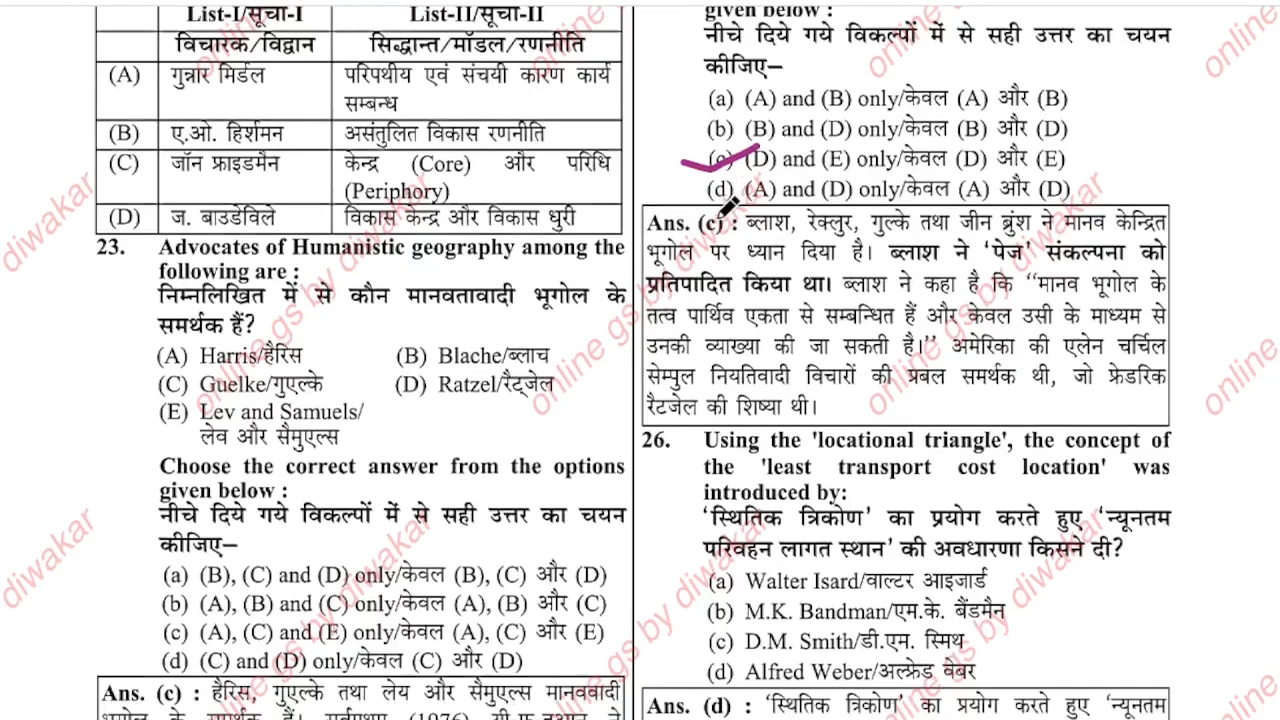 List-I/सूचा-I List-II/सूचा-II
विचारक/विद्वान सिद्धान्त/मॉडल/रणनीति
(A) गुन्नार मिर्डल परिपथीय एवं संचयी कारण कार्य
सम्बन्ध
(B) ए.ओ. हिर्शमन असंतुलित विकास रणनीति
(C) जॉन फ्राइडमैन केन्द्र (Core) और परिधि
(Periphory)
(D) ज. बाउडेविले विकास केन्द्र और विकास धुरी
23. Advocates of Humanistic geography among the
following are :
निम्नलिखित में से कौन मानवतावादी भूगोल के
समर्थक हैं?
(A) Harris/हैरिस (B) Blache/ब्लाच
(C) Guelke/गुएल्के (D) Ratzel/रैट्जेल
(E) Lev and Samuels/
लेव और सैमुएल्स
Choose the correct answer from the options
given below :
नीचे दिये गये विकल्पों में से सही उत्तर का चयन
कीजिए–
(a) (B), (C) and (D) only/केवल (B), (C) और (D)
(b) (A), (B) and (C) only/केवल (A), (B) और (C)
(c) (A), (C) and (E) only/केवल (A), (C) और (E)
(d) (C) and (D) only/केवल (C) और (D)
Ans. (c) : हैरिस, गुएल्के तथा लेय और सैमुएल्स मानववादी
given below :
नीचे दिये गये विकल्पों में से सही उत्तर का चयन
कीजिए–
(a) (A) and (B) only/केवल (A) और (B)
(b) (B) and (D) only/केवल (B) और (D)
(c) (D) and (E) only/केवल (D) और (E)
(d) (A) and (D) only/केवल (A) और (D)
Ans. (c) : ब्लाश, रेक्लुर, गुल्के तथा जीन ब्रुंश ने मानव केन्द्रित
भूगोल पर ध्यान दिया है। ब्लाश ने ‘पेज’ संकल्पना को
प्रतिपादित किया था। ब्लाश ने कहा है कि ‘‘मानव भूगोल के
तत्व पार्थिव एकता से सम्बन्धित हैं और केवल उसी के माध्यम से
उनकी व्याख्या की जा सकती है।’’ अमेरिका की एलेन चर्चिल
सेम्पुल नियतिवादी विचारों की प्रबल समर्थक थी, जो फ्रेडरिक
रैटजेल की शिष्या थी।
26. Using the 'locational triangle', the concept of
the 'least transport cost location' was
introduced by:
‘स्थितिक त्रिकोण’ का प्रयोग करते हुए ‘न्यूनतम
परिवहन लागत स्थान’ की अवधारणा किसने दी?
(a) Walter Isard/वाल्टर आइजार्ड
(b) M.K. Bandman/एम.के. बैंडमैन
(c) D.M. Smith/डी.एम. स्मिथ
(d) Alfred Weber/अल्फ्रेड वेबर
Ans. (d) : ‘स्थितिक त्रिकोण’ का प्रयोग करते हुए ‘न्यूनतम
online gs by diwakar